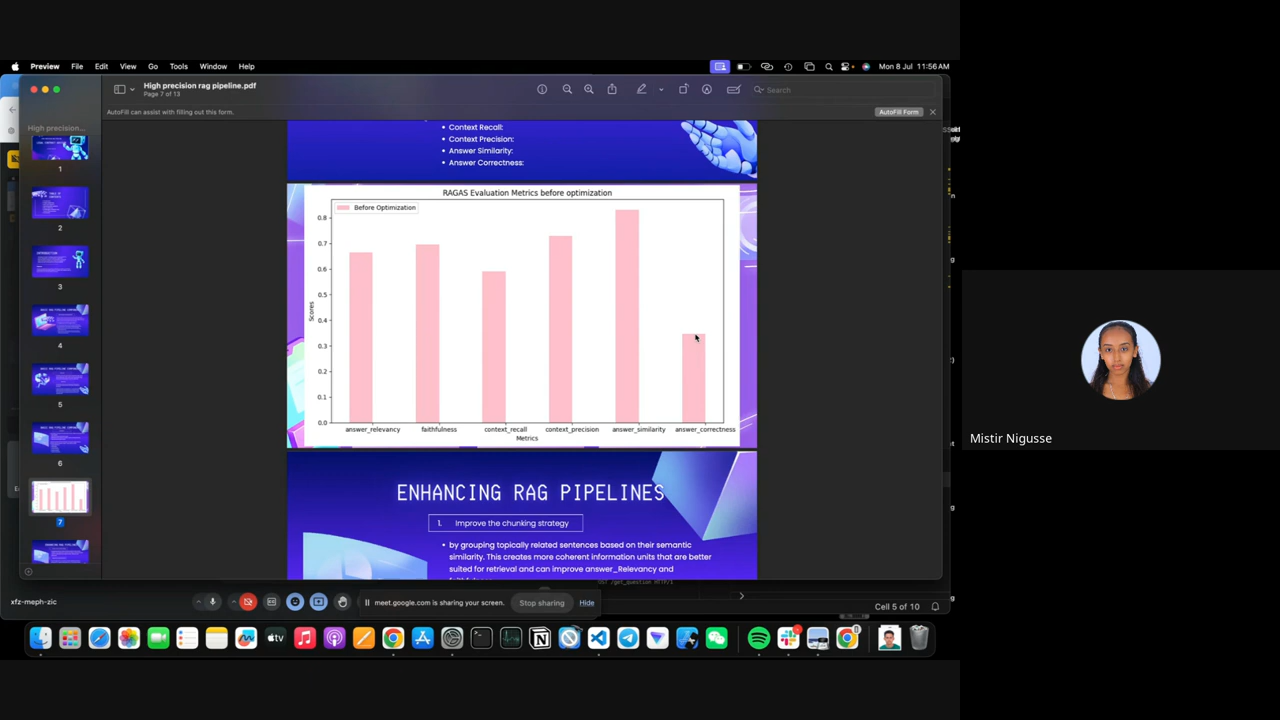 Preview File Edit View Go Tools Window Help
Mon 8 Jul 11:56 AM
High precision rag pipeline.pdf
Page 7 of 13
Search
AutoFill can assist with filling out this form.
AutoFill Form
High precision...
1
2
3
4
5
6
7
• Context Recall:
• Context Precision:
• Answer Similarity:
• Answer Correctness:
RAGAS Evaluation Metrics before optimization
Before Optimization
0.8
0.7
0.6
0.5
0.4
0.3
0.2
0.1
0.0
Scores
answer_relevancy faithfulness context_recall context_precision answer_similarity answer_correctness
Metrics
ENHANCING RAG PIPELINES
1. Improve the chunking strategy
• by grouping topically related sentences based on their semantic
similarity. This creates more coherent information units that are better
suited for retrieval and can improve answer_Relevancy and
Mistir Nigusse
xfz-meph-zic
meet.google.com is sharing your screen.
Stop sharing
Hide
Cell 5 of 10